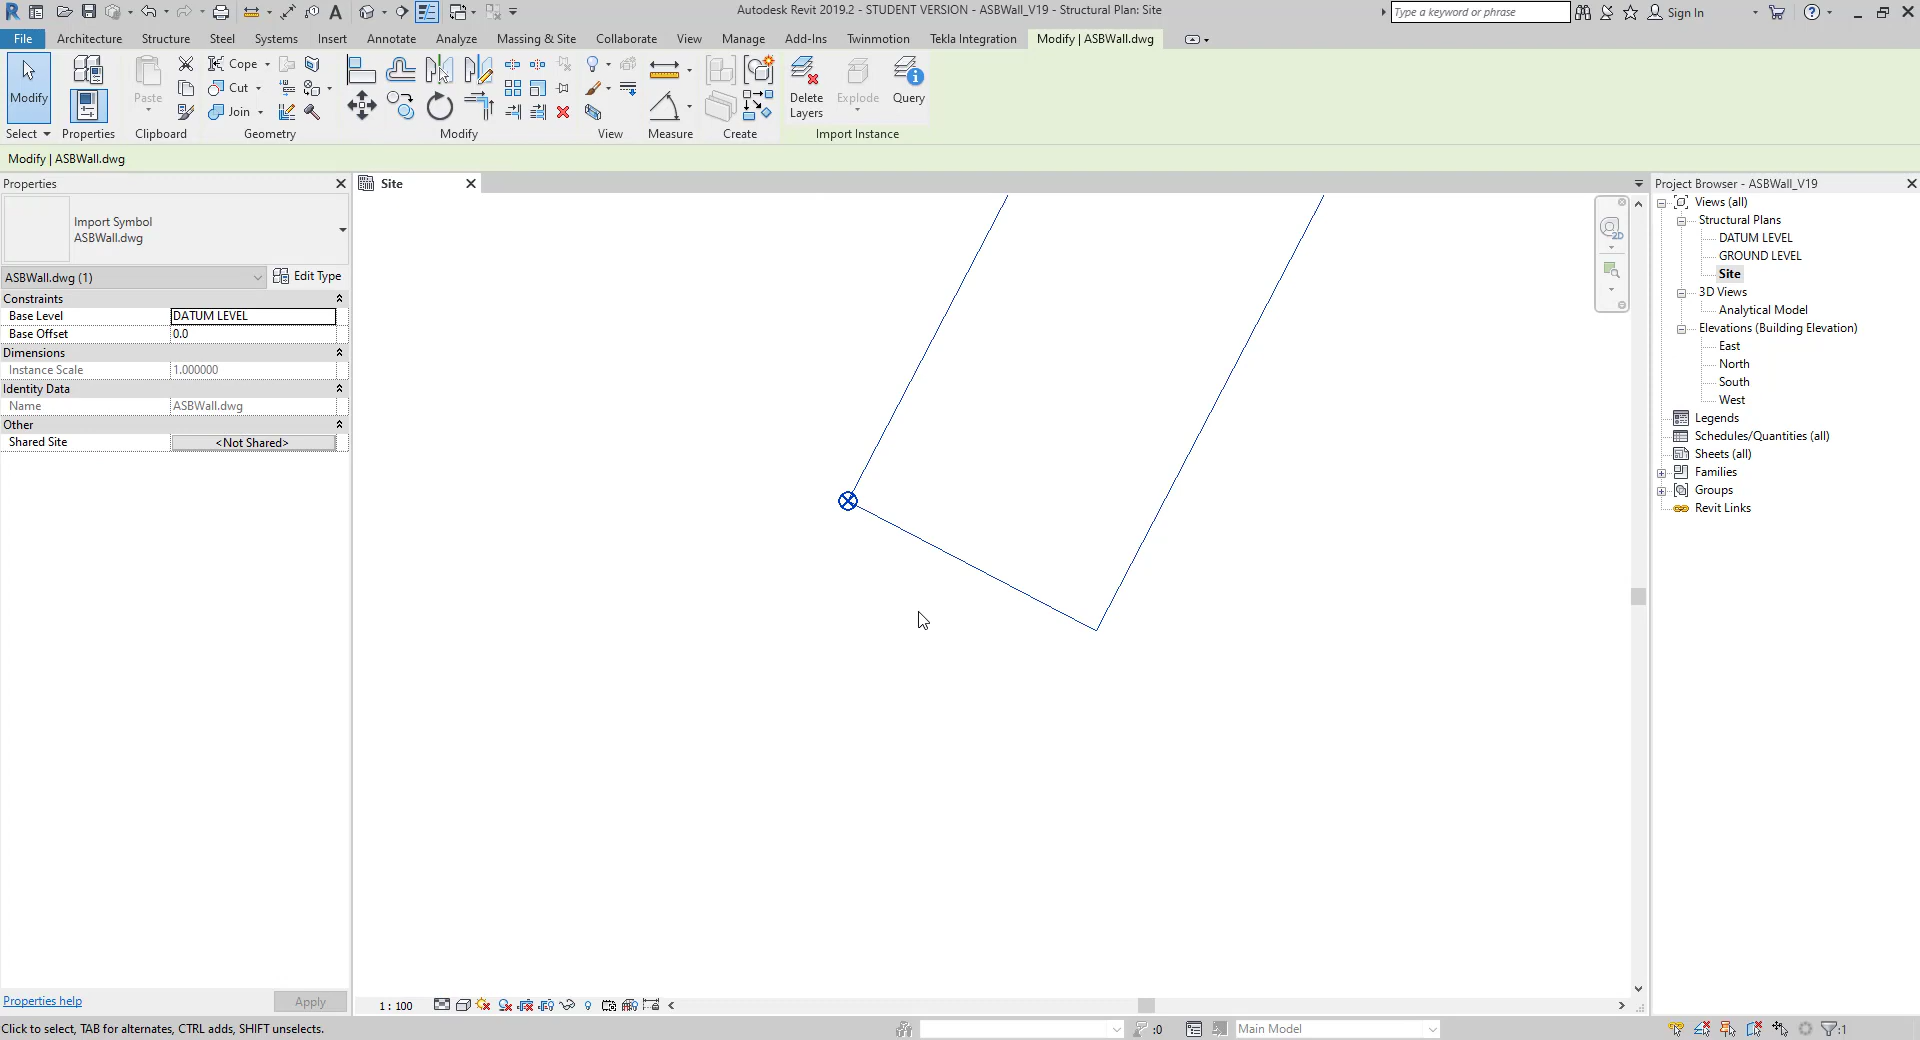 Autodesk Revit 2019.2 - STUDENT VERSION - ASBWall_V19 - Structural Plan: Site
Type a keyword or phrase
Sign In
File Architecture Structure Steel Systems Insert Annotate Analyze Massing & Site Collaborate View Manage Add-Ins Twinmotion Tekla Integration Modify | ASBWall.dwg
Modify
Paste
Cope
Cut
Join
Delete Layers
Explode
Query
Select Properties Clipboard Geometry Modify View Measure Create Import Instance
Modify | ASBWall.dwg
Properties
Import Symbol
ASBWall.dwg
ASBWall.dwg (1)
Edit Type
Constraints
Base Level DATUM LEVEL
Base Offset 0.0
Dimensions
Instance Scale 1.000000
Identity Data
Name ASBWall.dwg
Other
Shared Site <Not Shared>
Properties help
Apply
Site
2D
1 : 100
Project Browser - ASBWall_V19
Views (all)
Structural Plans
DATUM LEVEL
GROUND LEVEL
Site
3D Views
Analytical Model
Elevations (Building Elevation)
East
North
South
West
Legends
Schedules/Quantities (all)
Sheets (all)
Families
Groups
Revit Links
Click to select, TAB for alternates, CTRL adds, SHIFT unselects.
:0
Main Model
:1